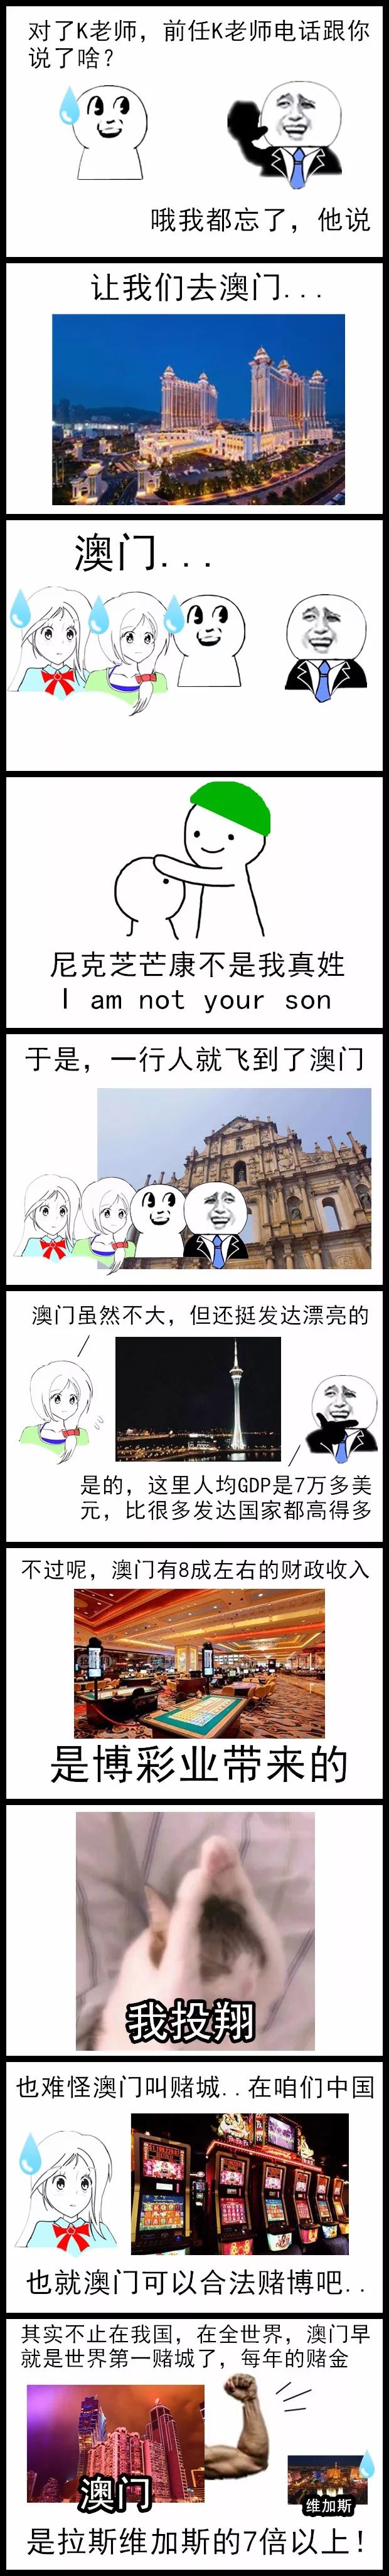 对了K老师，前任K老师电话跟你
说了啥？
哦我都忘了，他说
让我们去澳门...
澳门...
尼克芝芒康不是我真姓
I am not your son
于是，一行人就飞到了澳门
澳门虽然不大，但还挺发达漂亮的
是的，这里人均GDP是7万多美
元，比很多发达国家都高得多
不过呢，澳门有8成左右的财政收入
是博彩业带来的
我投翔
也难怪澳门叫赌城..在咱们中国
也就澳门可以合法赌博吧..
其实不止在我国，在全世界，澳门早
就是世界第一赌城了，每年的赌金
澳门
维加斯
是拉斯维加斯的7倍以上！